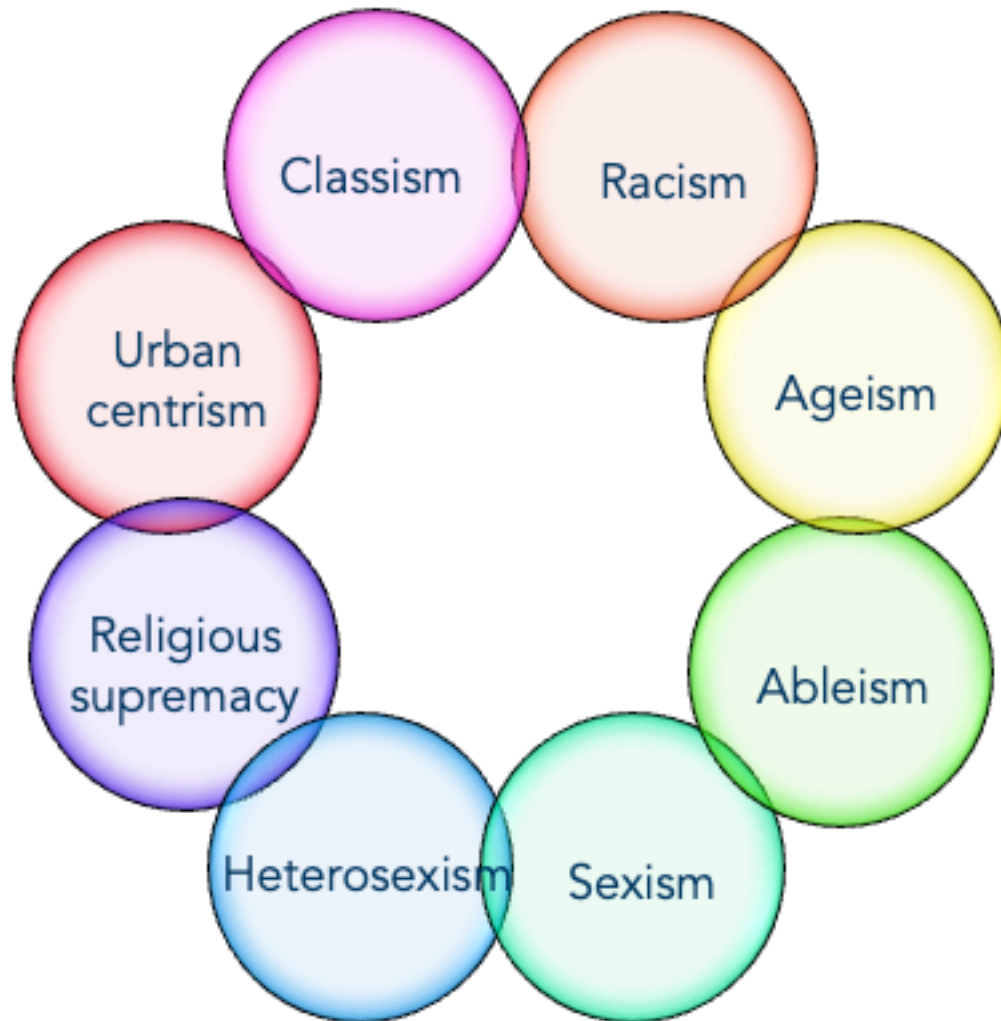 Classism
Racism
Urban
centrism
Ageism
Religious
supremacy
Ableism
Heterosexism
Sexism